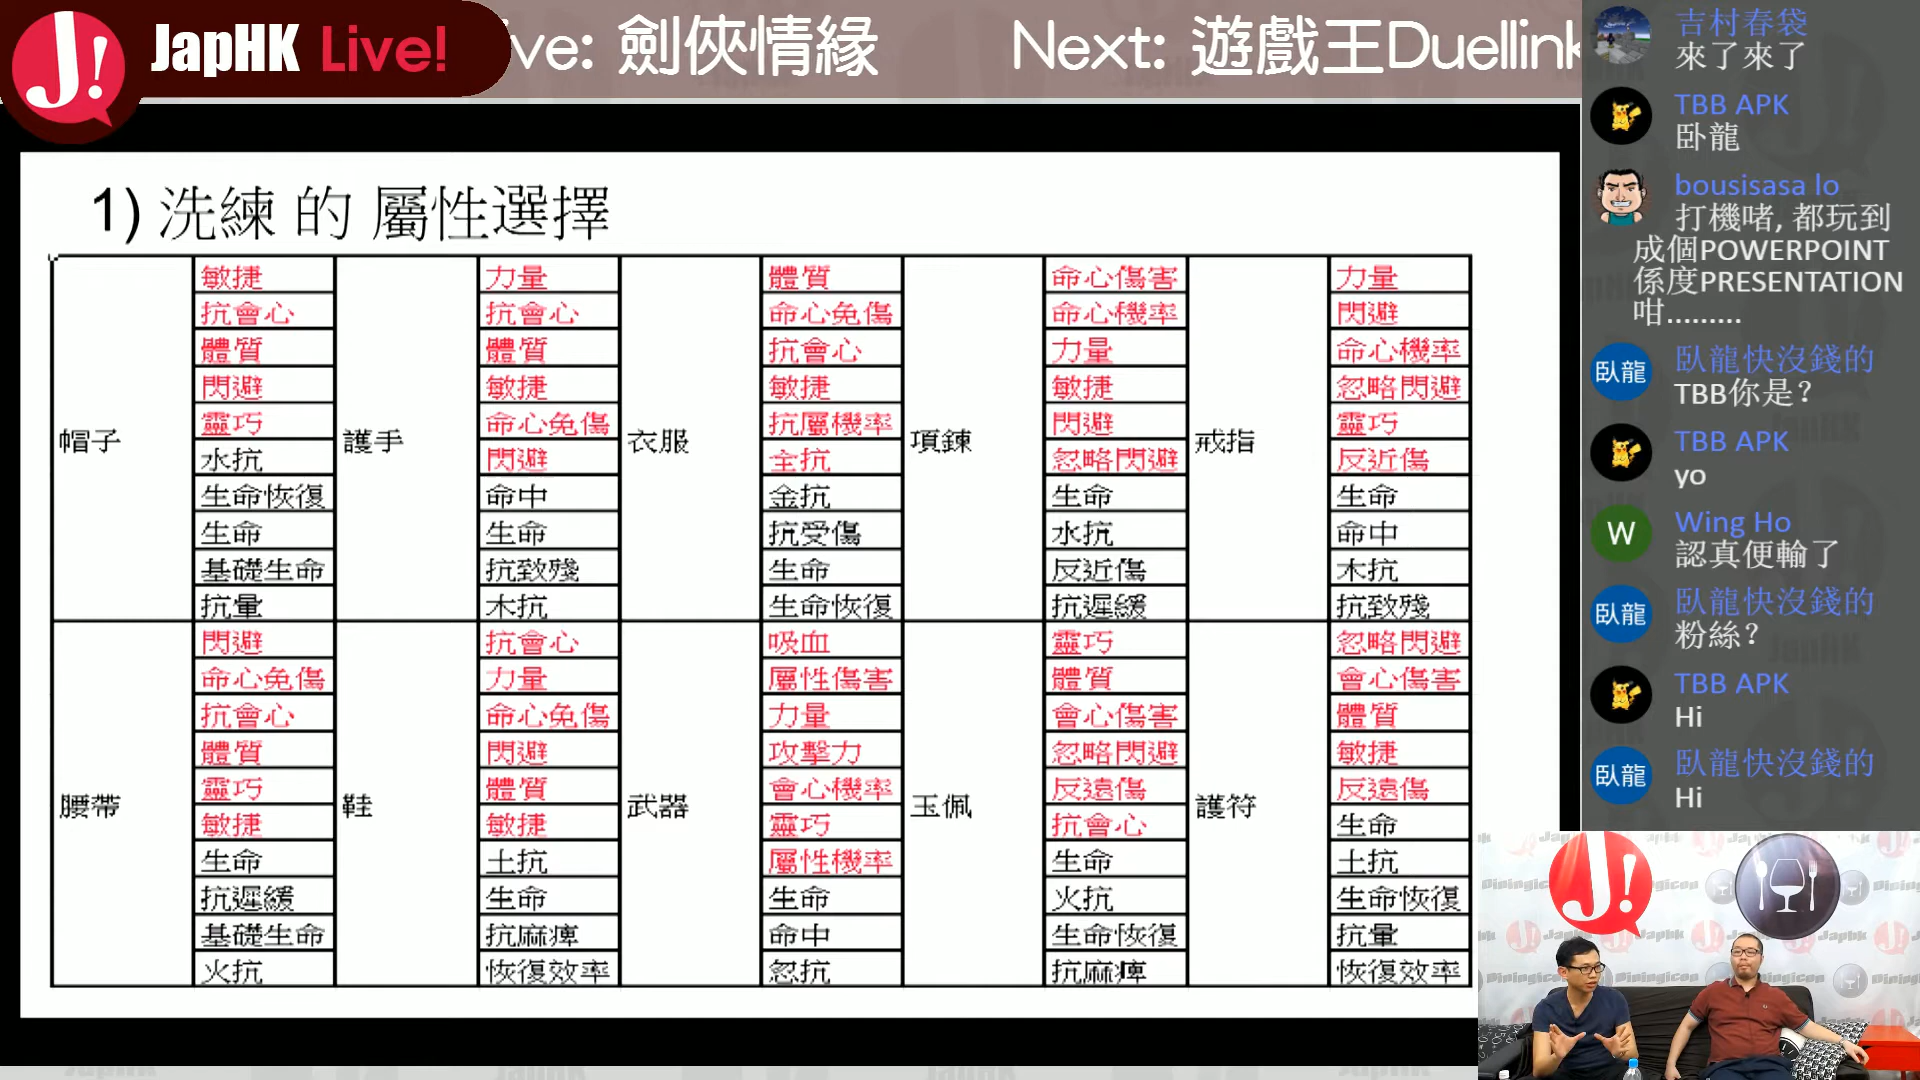 JapHK Live!
ve: 劍俠情緣
Next: 遊戲王Duellink
1) 洗練 的 屬性選擇
帽子
敏捷
抗會心
體質
閃避
靈巧
水抗
生命恢復
生命
基礎生命
抗暈
護手
力量
抗會心
體質
敏捷
命心免傷
閃避
命中
生命
抗致殘
木抗
衣服
體質
命心免傷
抗會心
敏捷
抗屬機率
全抗
金抗
抗受傷
生命
生命恢復
項鍊
命心傷害
命心機率
力量
敏捷
閃避
忽略閃避
生命
水抗
反近傷
抗遲緩
戒指
力量
閃避
命心機率
忽略閃避
靈巧
反近傷
生命
命中
木抗
抗致殘
腰帶
閃避
命心免傷
抗會心
體質
靈巧
敏捷
生命
抗遲緩
基礎生命
火抗
鞋
抗會心
力量
命心免傷
閃避
體質
敏捷
土抗
生命
抗麻痺
恢復效率
武器
吸血
屬性傷害
力量
攻擊力
會心機率
靈巧
屬性機率
生命
命中
忽抗
玉佩
靈巧
體質
會心傷害
忽略閃避
反遠傷
抗會心
生命
火抗
生命恢復
抗麻痺
護符
忽略閃避
會心傷害
體質
敏捷
反遠傷
生命
土抗
生命恢復
抗暈
恢復效率
吉村春袋
來了來了
TBB APK
卧龍
bousisasa lo
打機啫, 都玩到
成個POWERPOINT
係度PRESENTATION
咁.........
臥龍
臥龍快沒錢的
TBB你是?
TBB APK
yo
W
Wing Ho
認真便輸了
臥龍
臥龍快沒錢的
粉絲?
TBB APK
Hi
臥龍
臥龍快沒錢的
Hi